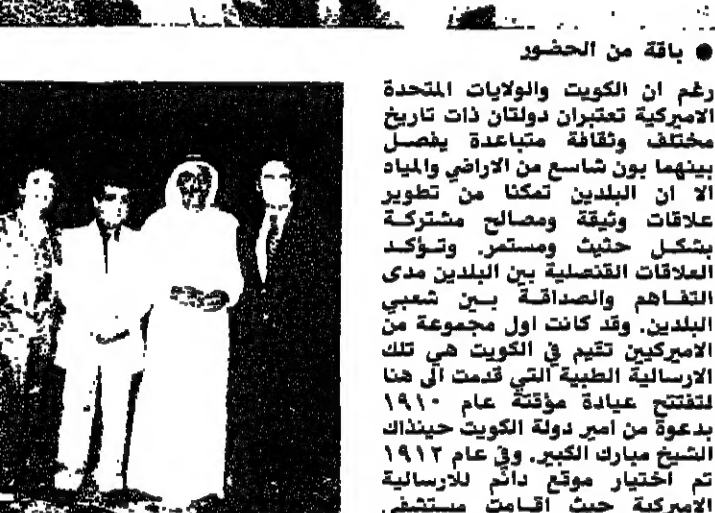 ● باقة من الحضور
رغم ان الكويت والولايات المتحدة
الاميركية تعتبران دولتان ذات تاريخ
مختلف وثقافة متباعدة يفصل
بينهما بون شاسع من الاراضي والمياه
الا ان البلدين تمكنا من تطوير
علاقات وثيقة ومصالح مشتركة
بشكل حثيث ومستمر. وتؤكد
العلاقات القنصلية بين البلدين مدى
التفاهم والصداقة بين شعبي
البلدين. وقد كانت اول مجموعة من
الاميركيين تقيم في الكويت هي تلك
الارسالية الطبية التي قدمت الى هنا
لتفتتح عيادة مؤقتة عام ١٩١٠
بدعوة من امير دولة الكويت حينذاك
الشيخ مبارك الكبير. وفي عام ١٩١٢
تم اختيار موقع دائم للارسالية
الاميركية حيث اقامت مستشفى